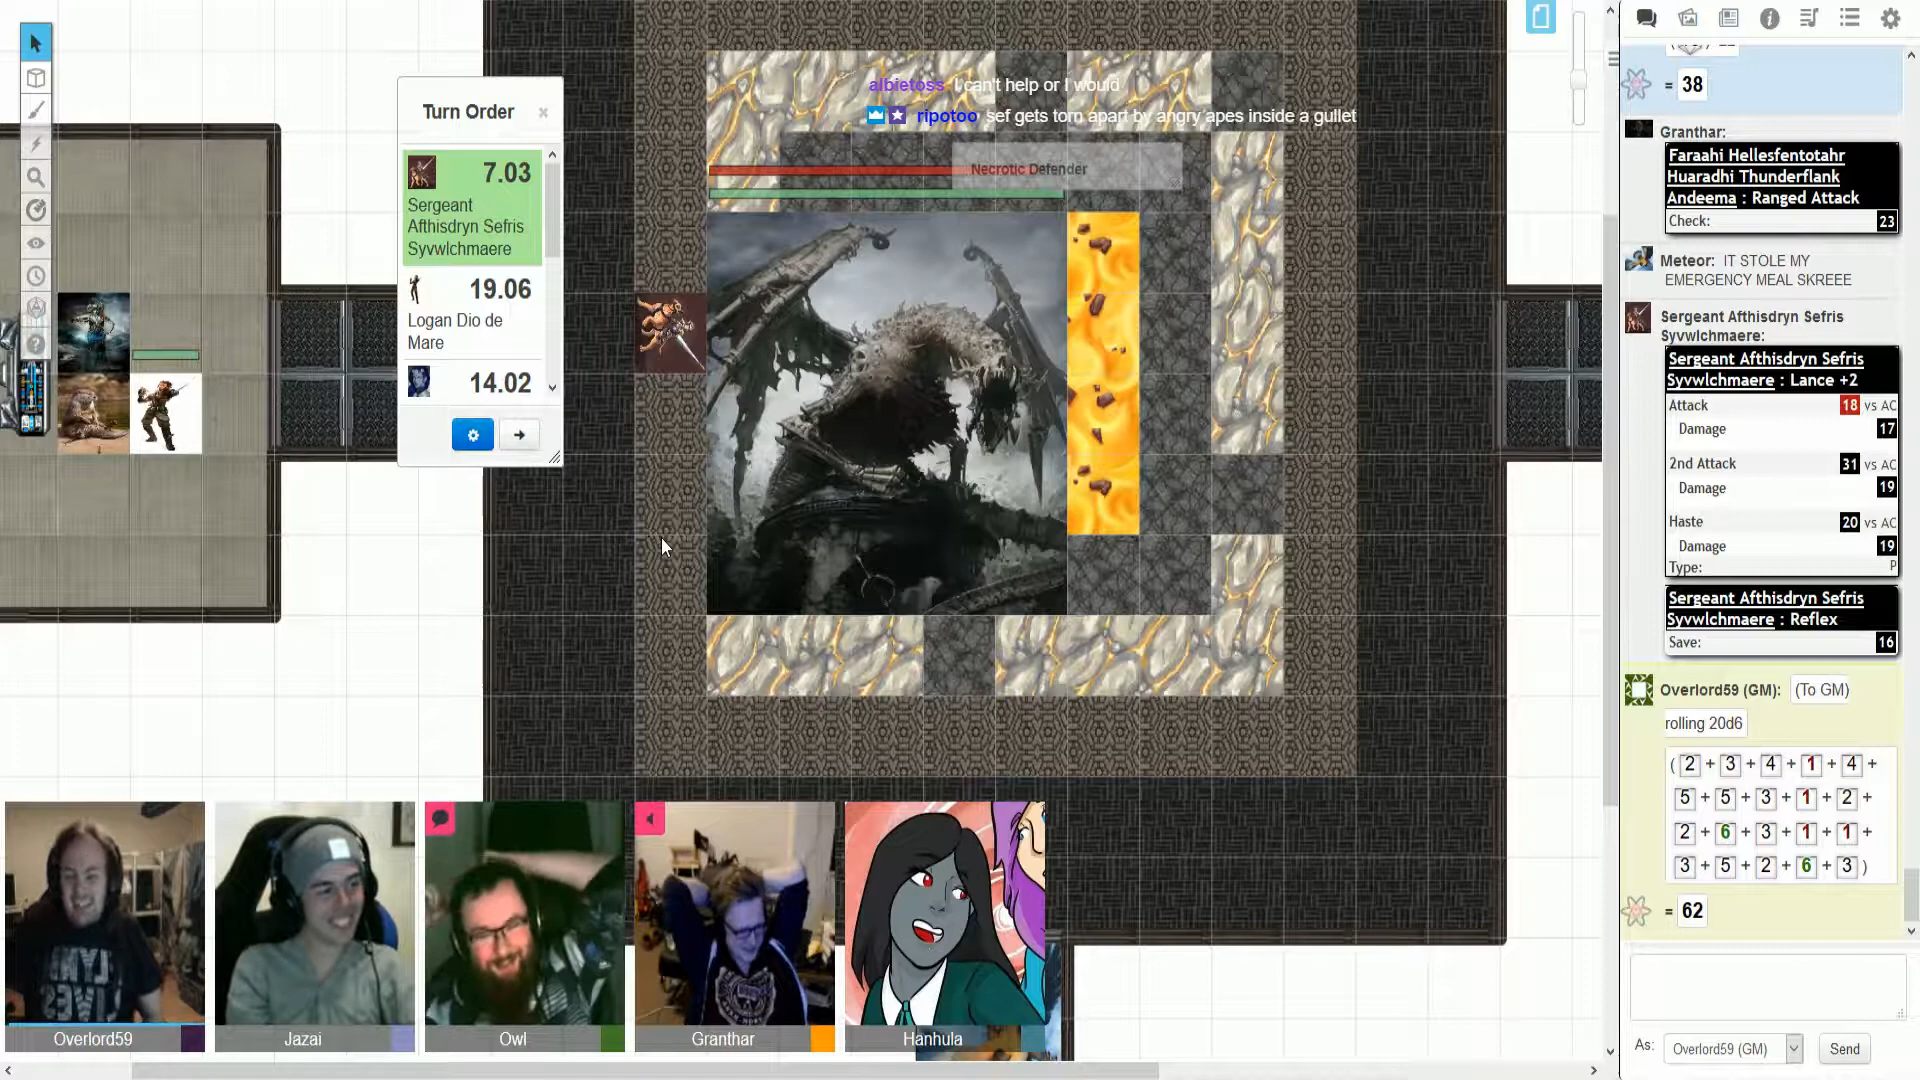 Turn Order ×
7.03
Sergeant
Afthisdryn Sefris
Syvwlchmaere
19.06
Logan Dio de
Mare
14.02
albietoss I can't help or I would
ripotoo sef gets torn apart by angry apes inside a gullet
Necrotic Defender
Overlord59
Jazai
Owl
Granthar
Hanhula
= 38
Granthar:
Faraahi Hellesfentotahr
Huaradhi Thunderflank
Andeema : Ranged Attack
Check: 23
Meteor: IT STOLE MY
EMERGENCY MEAL SKREEE
Sergeant Afthisdryn Sefris
Syvwlchmaere:
Sergeant Afthisdryn Sefris
Syvwlchmaere : Lance +2
Attack 18 vs AC
Damage 17
2nd Attack 31 vs AC
Damage 19
Haste 20 vs AC
Damage 19
Type: P
Sergeant Afthisdryn Sefris
Syvwlchmaere : Reflex
Save: 16
Overlord59 (GM): (To GM)
rolling 20d6
( 2 + 3 + 4 + 1 + 4 +
5 + 5 + 3 + 1 + 2 +
2 + 6 + 3 + 1 + 1 +
3 + 5 + 2 + 6 + 3 )
= 62
As: Overlord59 (GM) Send